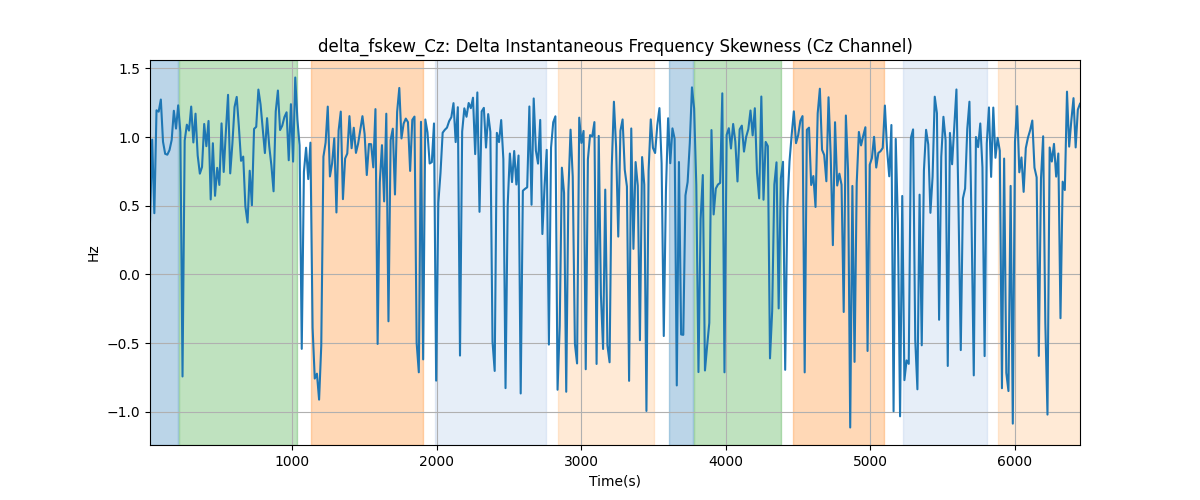 delta_fskew_Cz: Delta Instantaneous Frequency Skewness (Cz Channel)
1.5
1.0
0.5
0.0
−0.5
−1.0
Hz
1000 2000 3000 4000 5000 6000
Time(s)